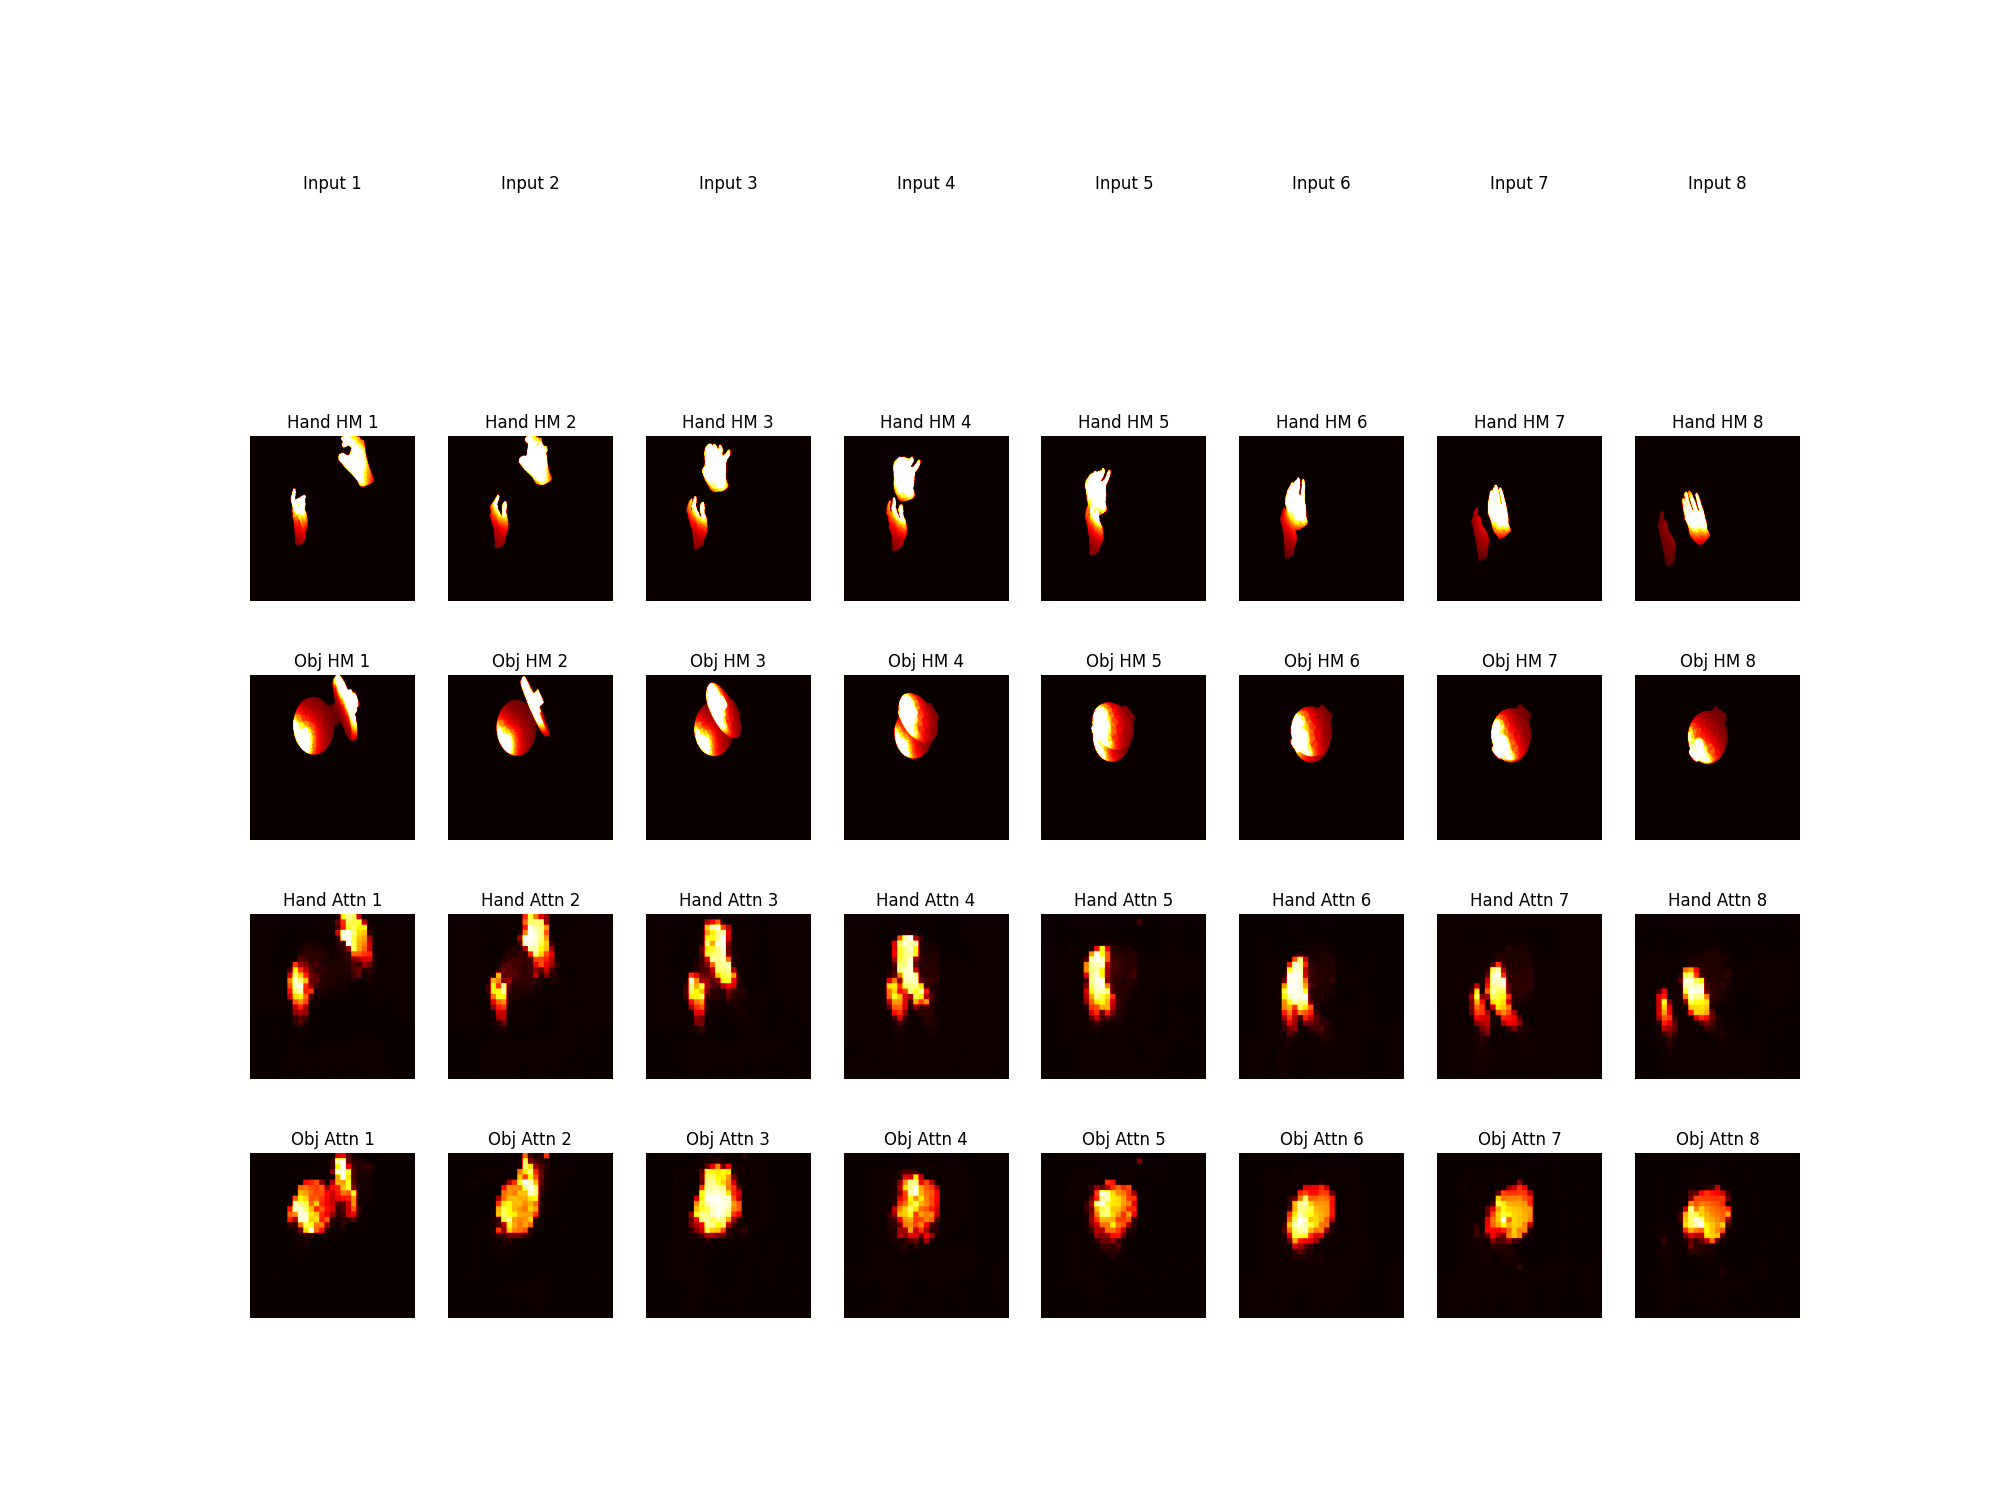 Input 1 Input 2 Input 3 Input 4 Input 5 Input 6 Input 7 Input 8
Hand HM 1 Hand HM 2 Hand HM 3 Hand HM 4 Hand HM 5 Hand HM 6 Hand HM 7 Hand HM 8
Obj HM 1 Obj HM 2 Obj HM 3 Obj HM 4 Obj HM 5 Obj HM 6 Obj HM 7 Obj HM 8
Hand Attn 1 Hand Attn 2 Hand Attn 3 Hand Attn 4 Hand Attn 5 Hand Attn 6 Hand Attn 7 Hand Attn 8
Obj Attn 1 Obj Attn 2 Obj Attn 3 Obj Attn 4 Obj Attn 5 Obj Attn 6 Obj Attn 7 Obj Attn 8